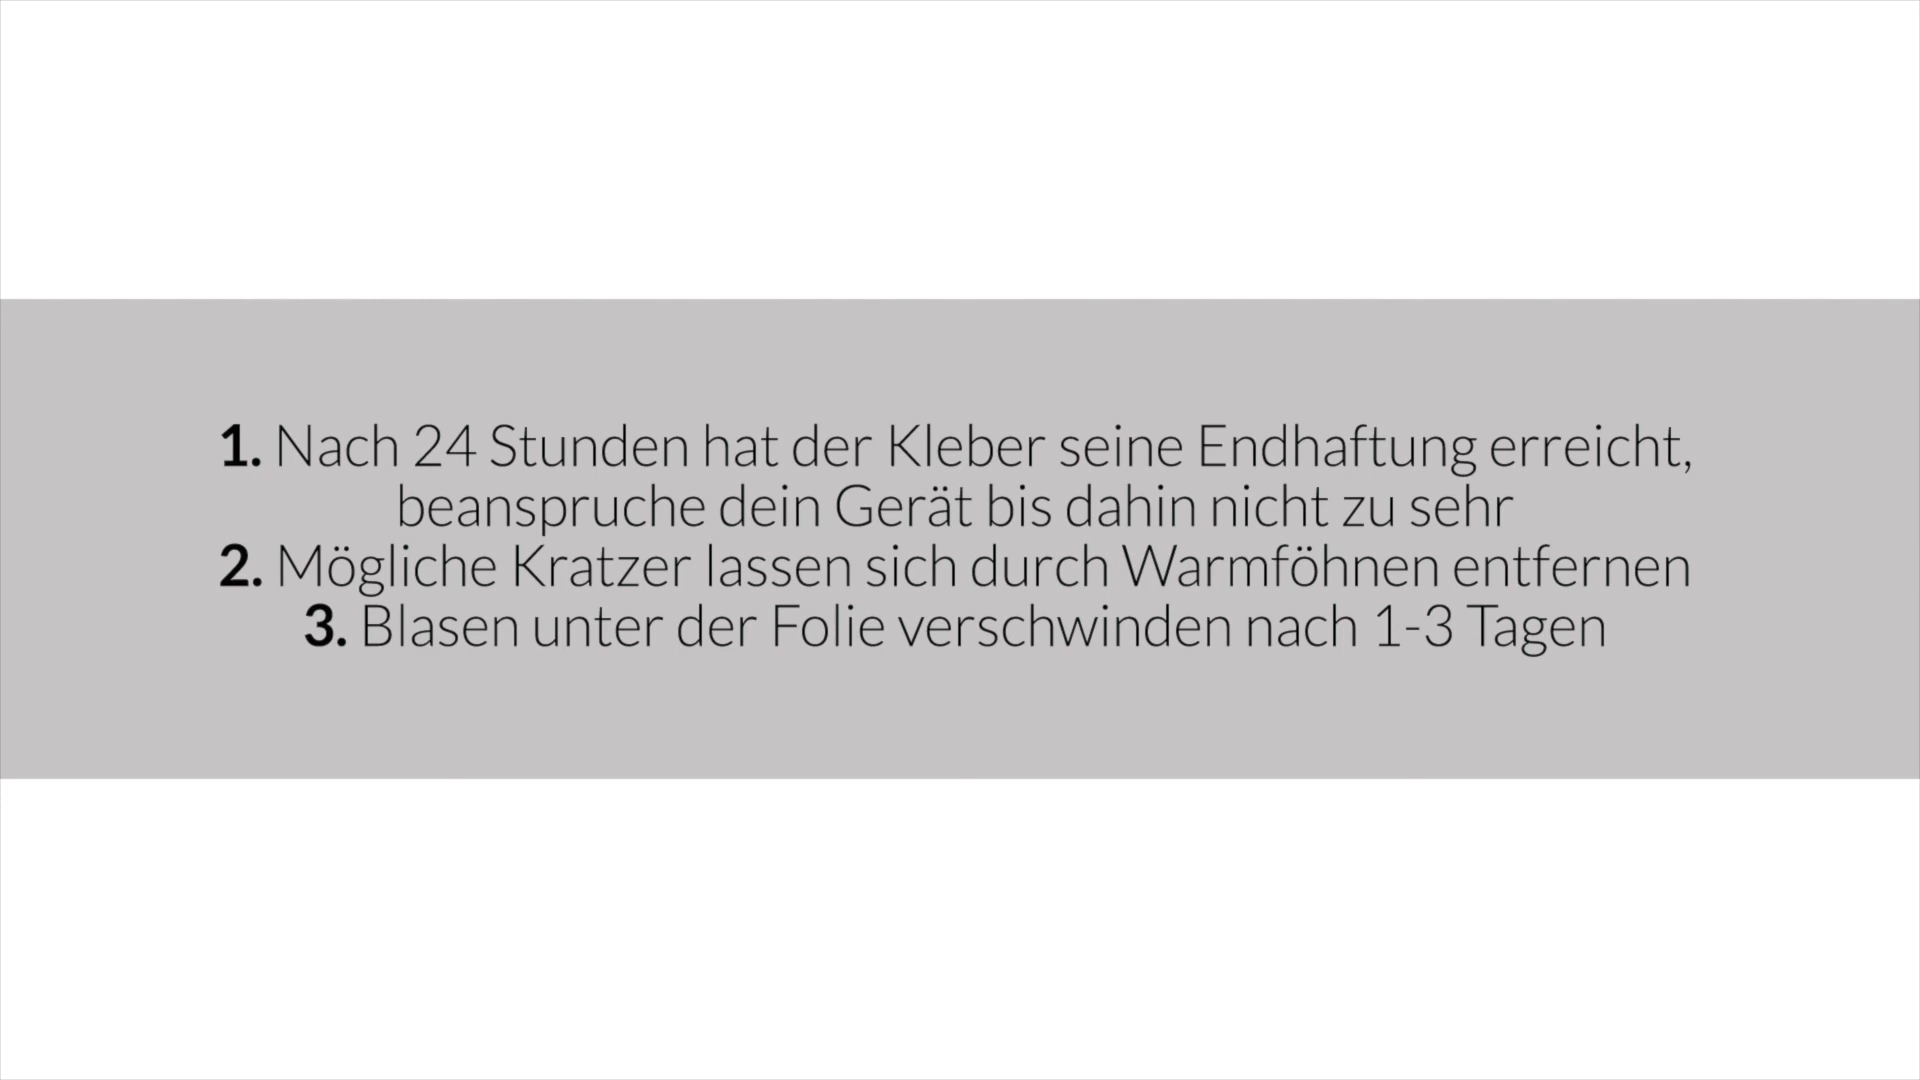 1. Nach 24 Stunden hat der Kleber seine Endhaftung erreicht,
beanspruche dein Gerät bis dahin nicht zu sehr
2. Mögliche Kratzer lassen sich durch Warmföhnen entfernen
3. Blasen unter der Folie verschwinden nach 1-3 Tagen